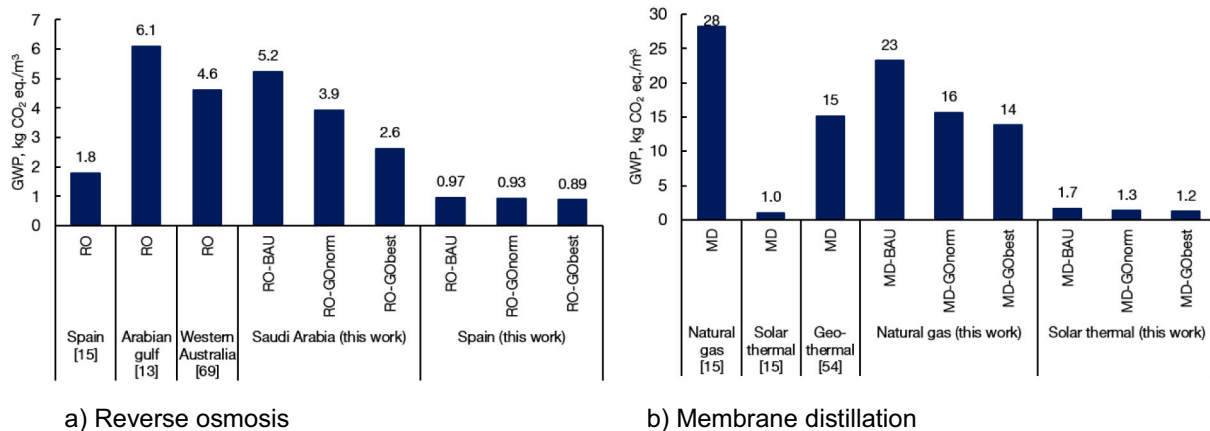 GWP, kg CO₂ eq./m³
7
6
5
4
3
2
1
0
1.8
6.1
4.6
5.2
3.9
2.6
0.97
0.93
0.89
RO
RO
RO
RO-BAU
RO-GOnorm
RO-GObest
RO-BAU
RO-GOnorm
RO-GObest
Spain
[15]
Arabian
gulf
[13]
Western
Australia
[69]
Saudi Arabia (this work)
Spain (this work)
a) Reverse osmosis
GWP, kg CO₂ eq./m³
30
25
20
15
10
5
0
28
1.0
15
23
16
14
1.7
1.3
1.2
MD
MD
MD
MD-BAU
MD-GOnorm
MD-GObest
MD-BAU
MD-GOnorm
MD-GObest
Natural
gas
[15]
Solar
thermal
[15]
Geo-
thermal
[54]
Natural gas (this work)
Solar thermal (this work)
b) Membrane distillation